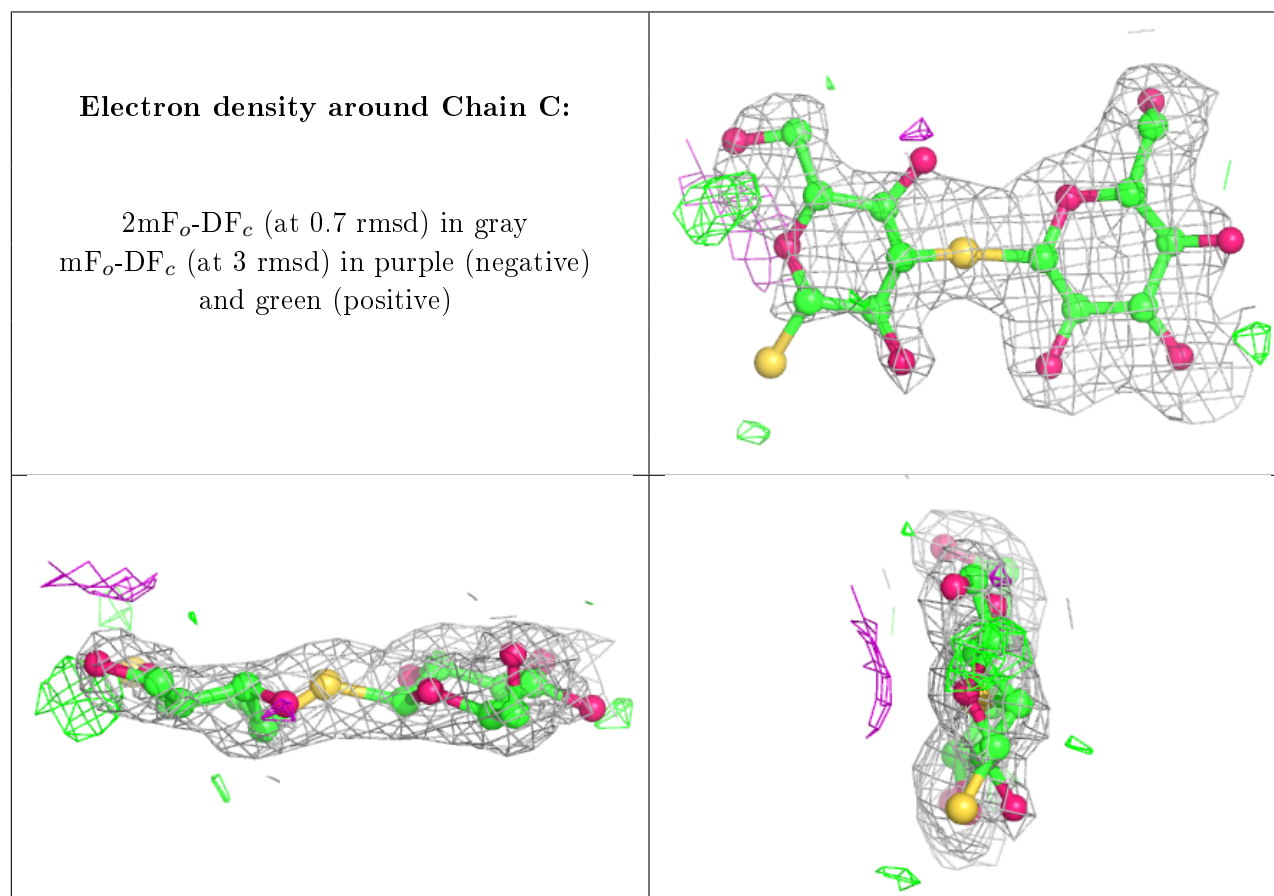 Electron density around Chain C:
2mFₒ-DF𝒸 (at 0.7 rmsd) in gray
mFₒ-DF𝒸 (at 3 rmsd) in purple (negative)
and green (positive)